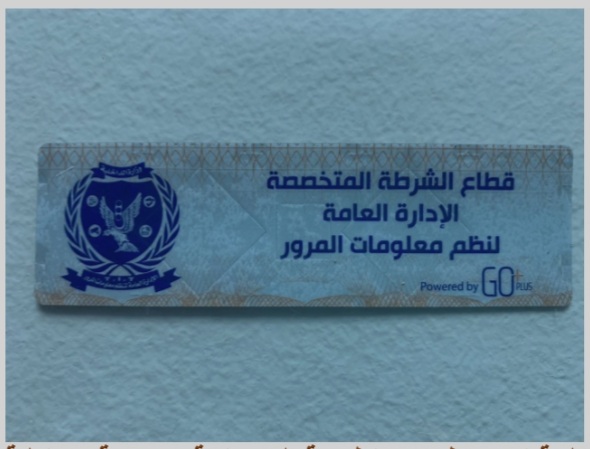 قطاع الشرطة المتخصصة
الإدارة العامة
لنظم معلومات المرور
Powered by GO+ PLUS